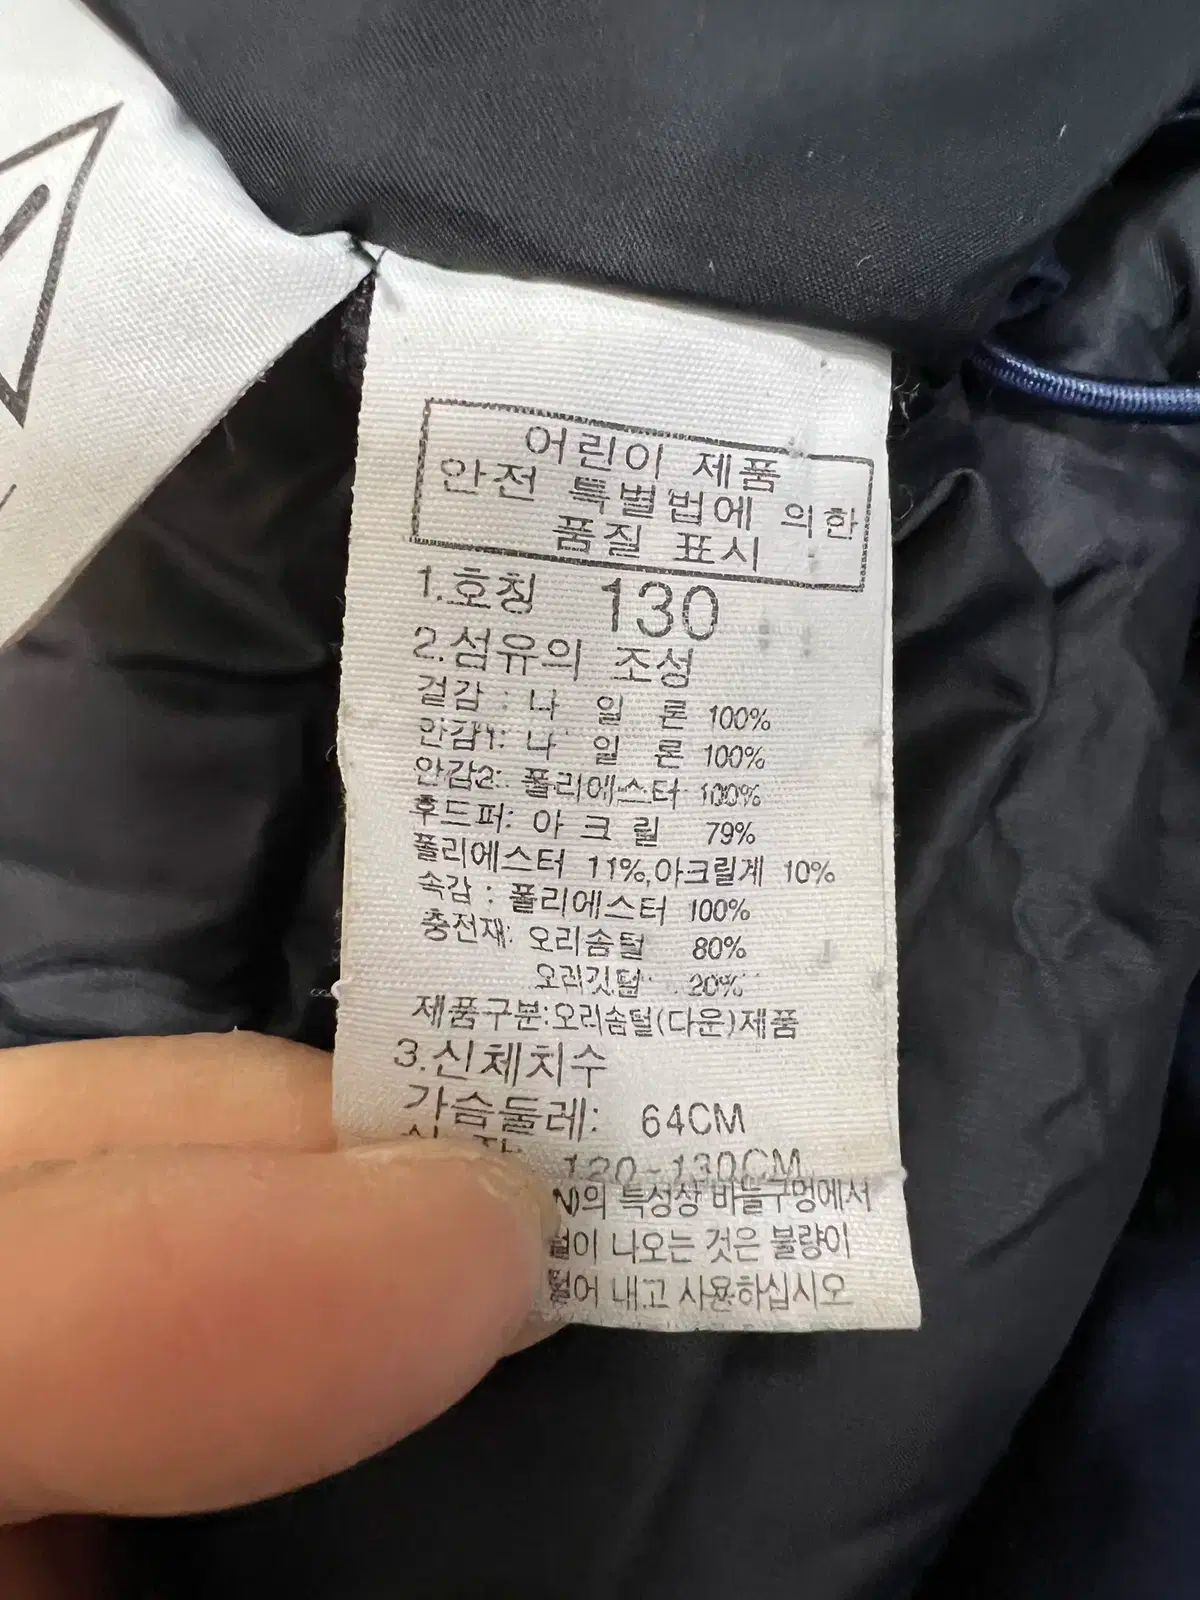 어린이 제품
안전 특별법에 의한
품질 표시
1.호칭 130
2.섬유의 조성
겉감 : 나 일 론 100%
안감1: 나 일 론 100%
안감2: 폴리에스터 100%
후드퍼: 아 크 릴 79%
폴리에스터 11%,아크릴계 10%
속감 : 폴리에스터 100%
충전재: 오리솜털 80%
오리깃털 20%
제품구분:오리솜털(다운)제품
3.신체치수
가슴둘레: 64CM
120~130CM
N)의 특성상 바늘구멍에서
털이 나오는 것은 불량이
털어 내고 사용하십시오